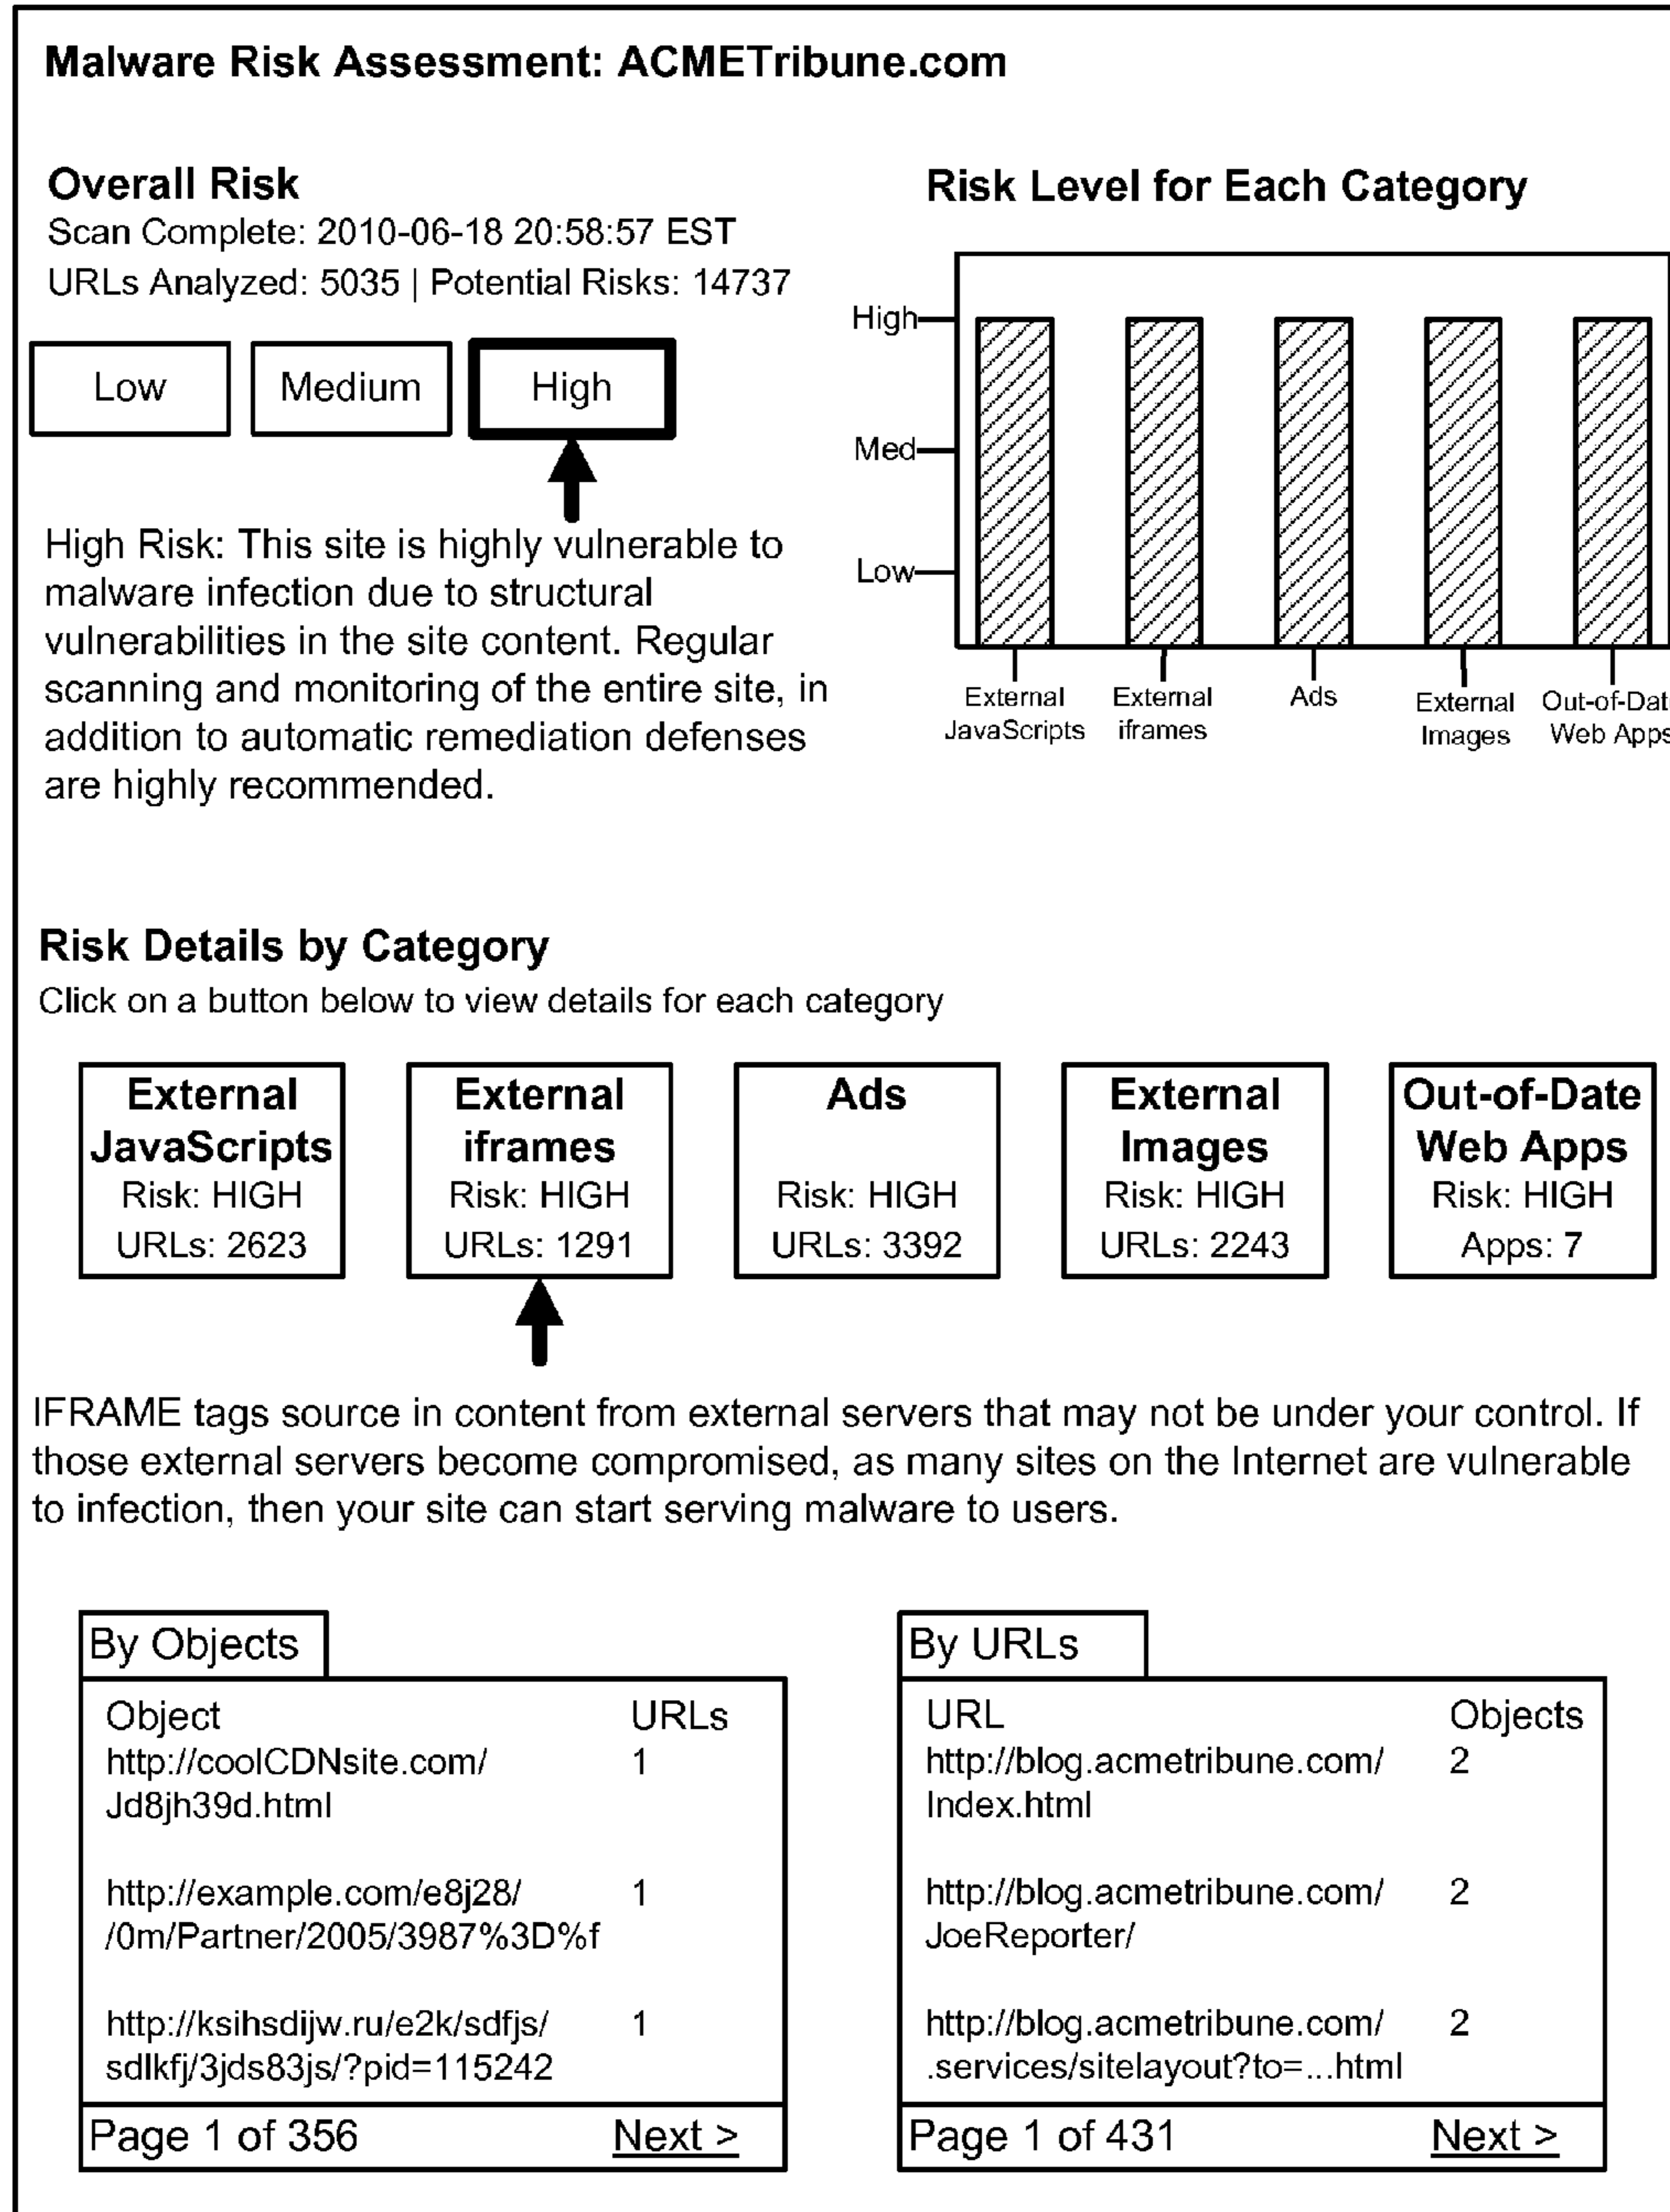 Malware Risk Assessment: ACMETribune.com
Overall Risk
Scan Complete: 2010-06-18 20:58:57 EST
URLs Analyzed: 5035 | Potential Risks: 14737
Low
Medium
High
High Risk: This site is highly vulnerable to
malware infection due to structural
vulnerabilities in the site content. Regular
scanning and monitoring of the entire site, in
addition to automatic remediation defenses
are highly recommended.
Risk Level for Each Category
High
Med
Low
External
JavaScripts
External
iframes
Ads
External
Images
Out-of-Date
Web Apps
Risk Details by Category
Click on a button below to view details for each category
External
JavaScripts
Risk: HIGH
URLs: 2623
External
iframes
Risk: HIGH
URLs: 1291
Ads
Risk: HIGH
URLs: 3392
External
Images
Risk: HIGH
URLs: 2243
Out-of-Date
Web Apps
Risk: HIGH
Apps: 7
IFRAME tags source in content from external servers that may not be under your control. If
those external servers become compromised, as many sites on the Internet are vulnerable
to infection, then your site can start serving malware to users.
By Objects
Object URLs
http://coolCDNsite.com/ 1
Jd8jh39d.html
http://example.com/e8j28/ 1
/0m/Partner/2005/3987%3D%f
http://ksihsdijw.ru/e2k/sdfjs/ 1
sdlkfj/3jds83js/?pid=115242
Page 1 of 356 Next >
By URLs
URL Objects
http://blog.acmetribune.com/ 2
Index.html
http://blog.acmetribune.com/ 2
JoeReporter/
http://blog.acmetribune.com/ 2
.services/sitelayout?to=...html
Page 1 of 431 Next >